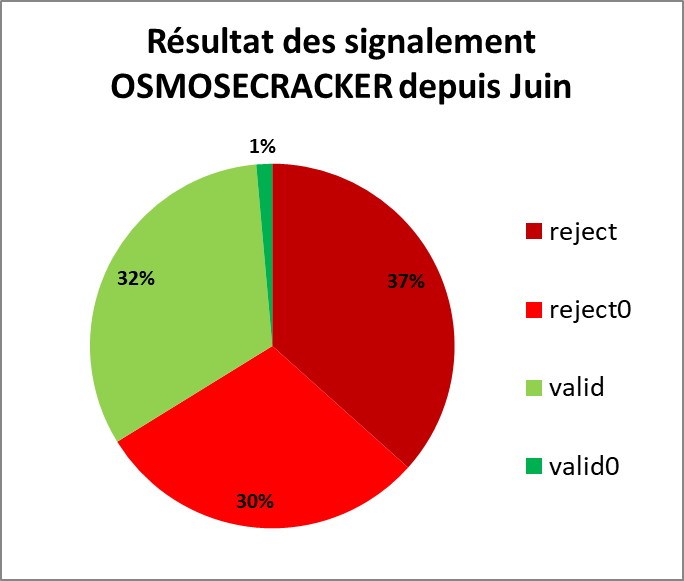 Résultat des signalement
OSMOSECRACKER depuis Juin
1%
37%
32%
30%
reject
reject0
valid
valid0